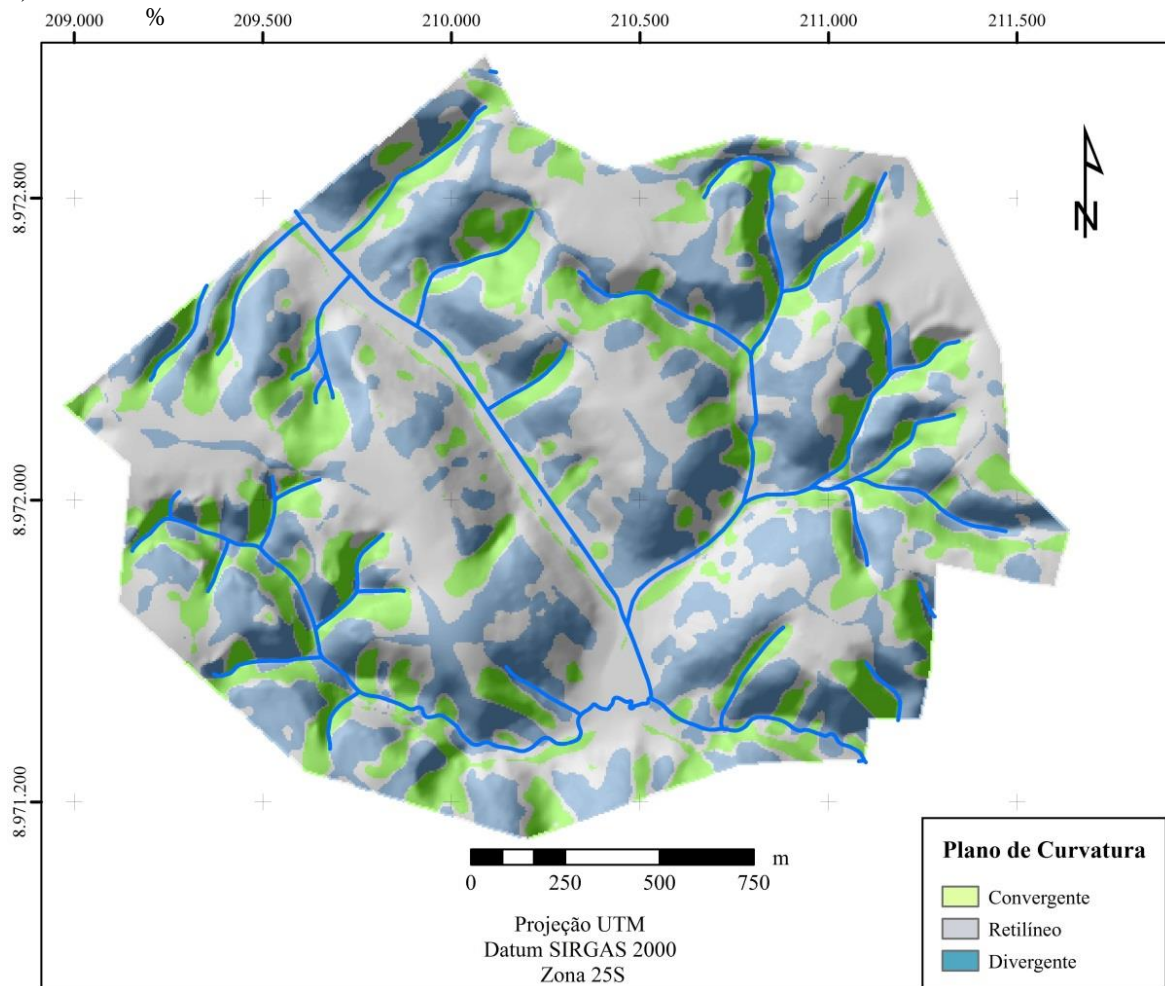 %
209.000 209.500 210.000 210.500 211.000 211.500
8.972.800
8.972.000
8.971.200
N
m
0 250 500 750
Projeção UTM
Datum SIRGAS 2000
Zona 25S
Plano de Curvatura
Convergente
Retilíneo
Divergente